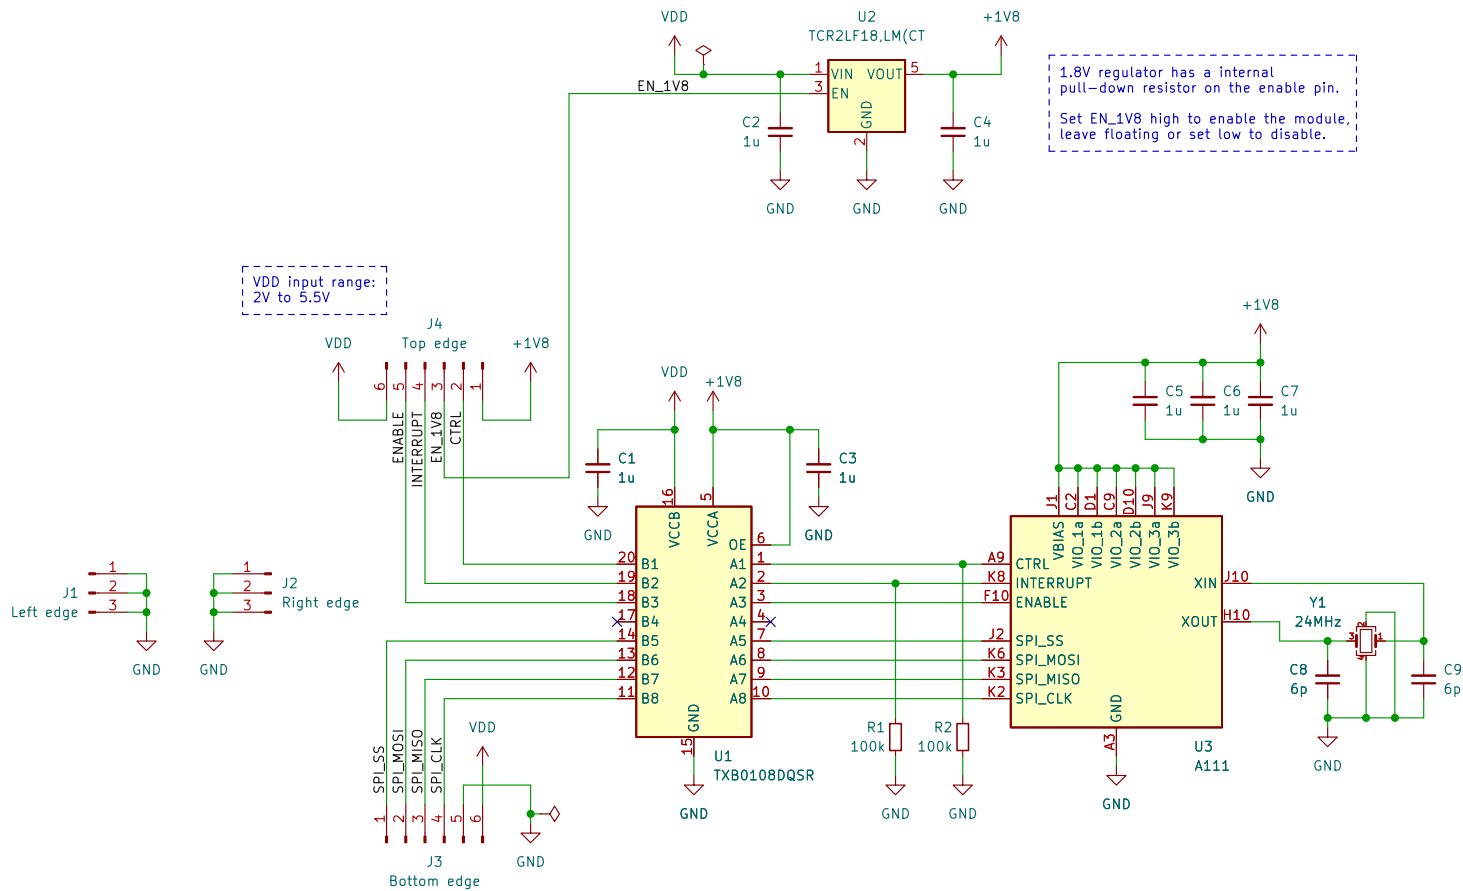 VDD
U2
TCR2LF18,LM(CT
+1V8
1 VIN VOUT 5
EN_1V8
3 EN
GND
2
C2
1u
C4
1u
GND
GND
GND
1.8V regulator has a internal
pull-down resistor on the enable pin.
Set EN_1V8 high to enable the module,
leave floating or set low to disable.
VDD input range:
2V to 5.5V
J4
Top edge
VDD
+1V8
6
5
4
3
2
1
ENABLE
INTERRUPT
EN_1V8
CTRL
VDD
+1V8
C1
1u
GND
C3
1u
GND
16
5
VCCB
VCCA
OE 6
20 B1 A1 1
19 B2 A2 2
18 B3 A3 3
17 B4 A4 4
14 B5 A5 7
13 B6 A6 8
12 B7 A7 9
11 B8 A8 10
GND
15
U1
TXB0108DQSR
GND
+1V8
C5
1u
C6
1u
C7
1u
GND
J1
C2
D1
C9
D10
J9
K9
VBIAS
VIO_1a
VIO_1b
VIO_2a
VIO_2b
VIO_3a
VIO_3b
A9 CTRL
K8 INTERRUPT
F10 ENABLE
J2 SPI_SS
K6 SPI_MOSI
K3 SPI_MISO
K2 SPI_CLK
XIN J10
XOUT H10
GND
A3
U3
A111
GND
Y1
24MHz
3
2
4
1
C8
6p
C9
6p
GND
R1
100k
R2
100k
GND
GND
J1
Left edge
1
2
3
GND
1
2
3
J2
Right edge
GND
SPI_SS
SPI_MOSI
SPI_MISO
SPI_CLK
VDD
1
2
3
4
5
6
GND
J3
Bottom edge